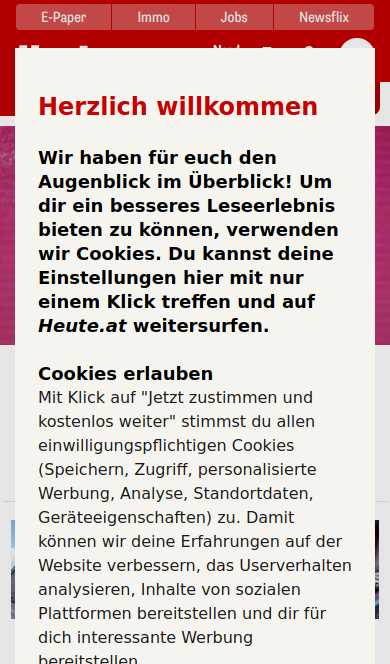 E-Paper Immo Jobs Newsflix
Herzlich willkommen
Wir haben für euch den
Augenblick im Überblick! Um
dir ein besseres Leseerlebnis
bieten zu können, verwenden
wir Cookies. Du kannst deine
Einstellungen hier mit nur
einem Klick treffen und auf
Heute.at weitersurfen.
Cookies erlauben
Mit Klick auf "Jetzt zustimmen und
kostenlos weiter" stimmst du allen
einwilligungspflichtigen Cookies
(Speichern, Zugriff, personalisierte
Werbung, Analyse, Standortdaten,
Geräteeigenschaften) zu. Damit
können wir deine Erfahrungen auf der
Website verbessern, das Userverhalten
analysieren, Inhalte von sozialen
Plattformen bereitstellen und dir für
dich interessante Werbung
bereitstellen